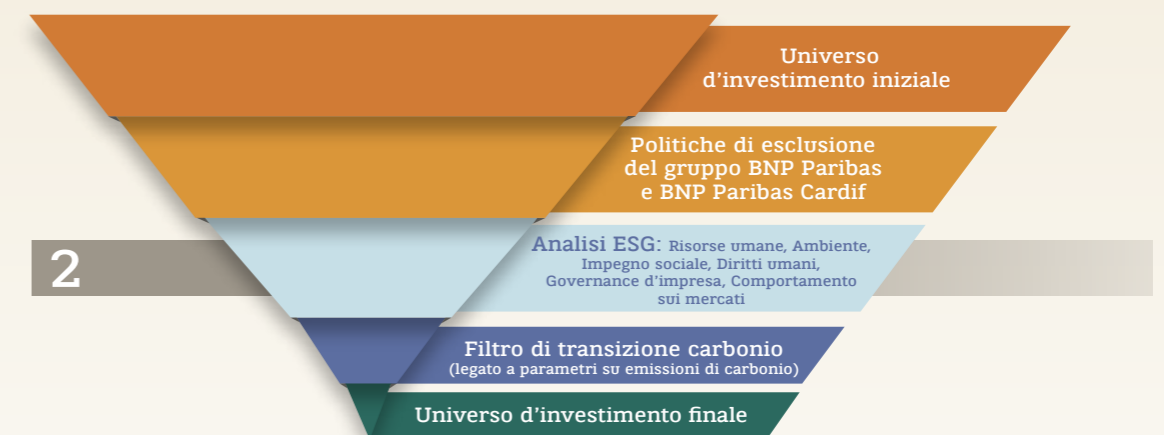 Universo
d'investimento iniziale
Politiche di esclusione
del gruppo BNP Paribas
e BNP Paribas Cardif
2
Analisi ESG: Risorse umane, Ambiente,
Impegno sociale, Diritti umani,
Governance d'impresa, Comportamento
sui mercati
Filtro di transizione carbonio
(legato a parametri su emissioni di carbonio)
Universo d'investimento finale